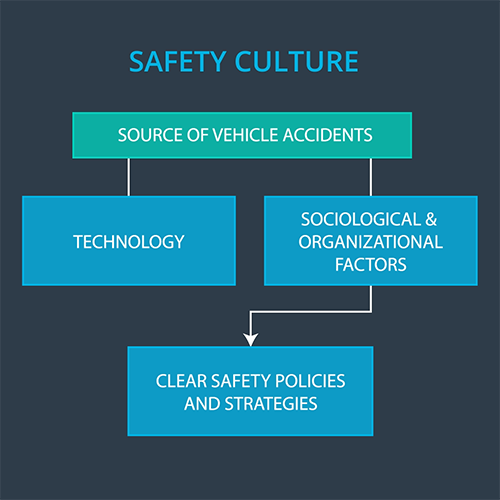 SAFETY CULTURE
SOURCE OF VEHICLE ACCIDENTS
TECHNOLOGY
SOCIOLOGICAL &
ORGANIZATIONAL
FACTORS
CLEAR SAFETY POLICIES
AND STRATEGIES